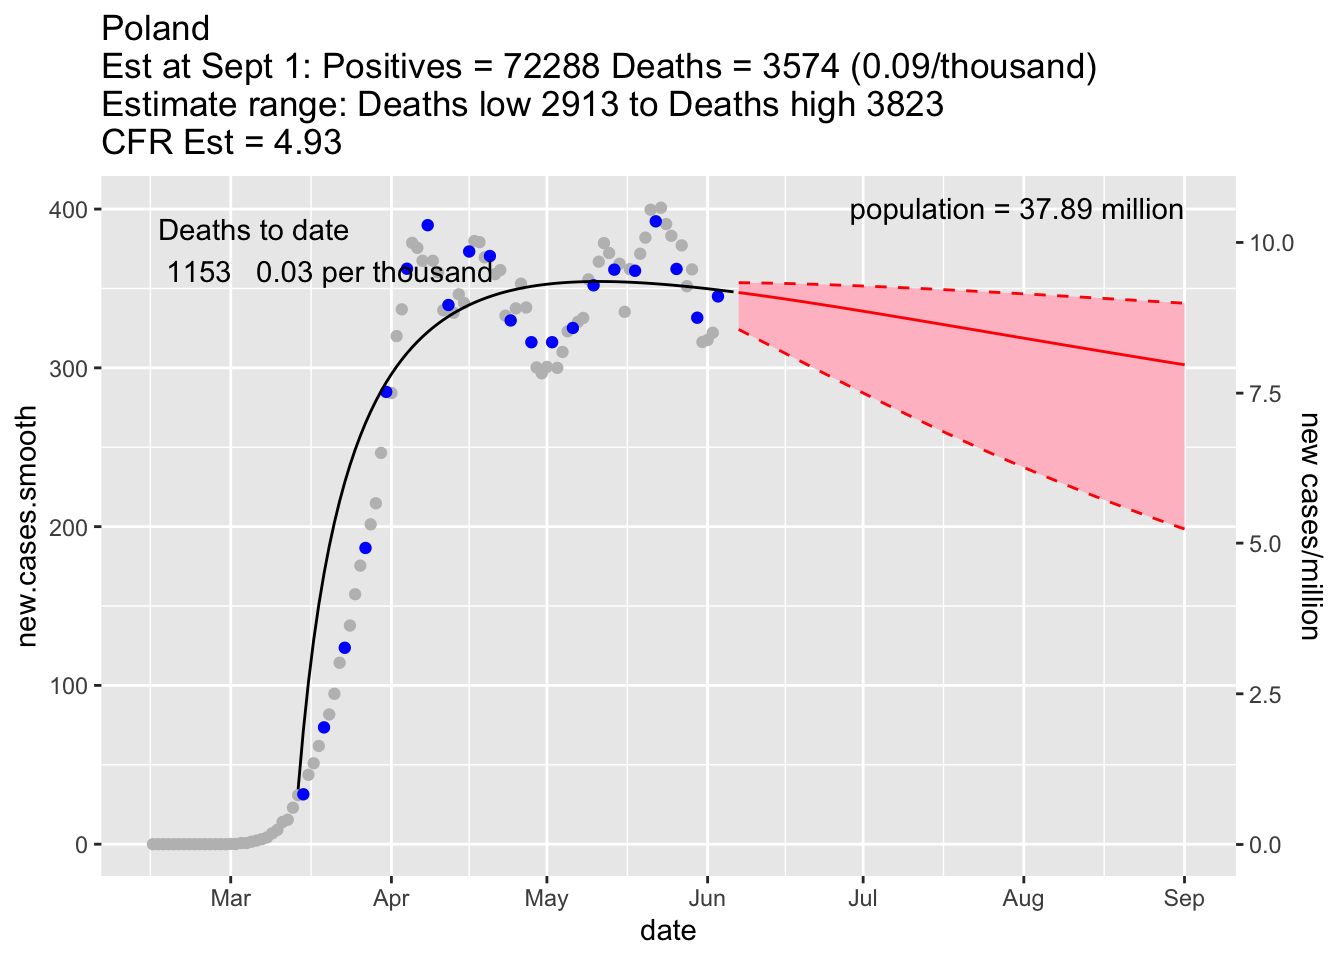 Poland
Est at Sept 1: Positives = 72288 Deaths = 3574 (0.09/thousand)
Estimate range: Deaths low 2913 to Deaths high 3823
CFR Est = 4.93
Deaths to date
1153 0.03 per thousand
population = 37.89 million
400
300
200
100
0
new.cases.smooth
10.0
7.5
5.0
2.5
0.0
new cases/million
Mar Apr May Jun Jul Aug Sep
date